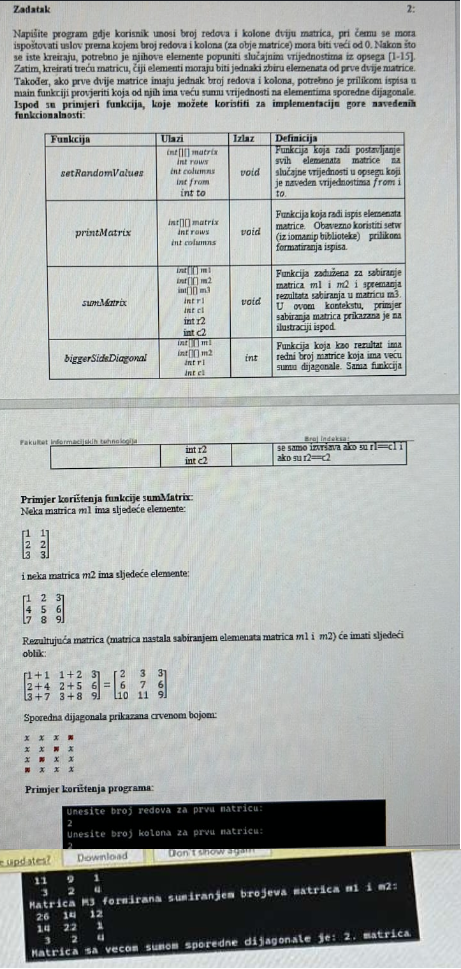 Zadatak 2:
Napišite program gdje korisnik unosi broj redova i kolone dviju matrica, pri čemu se mora
ispoštovati uslov prema kojem broj redova i kolona (za obje matrice) mora biti veći od 0. Nakon što
se iste kreiraju, potrebno je njihove elemente popuniti slučajnim vrijednostima iz opsega [1-15].
Zatim, kreirati treću matricu, čiji elementi moraju biti jednaki zbiru elemenata od prve dvije matrice.
Također, ako prve dvije matrice imaju jednak broj redova i kolona, potrebno je prilikom ispisa u
main funkciji provjeriti koja od njih ima veću sumu vrijednosti na elementima sporedne dijagonale.
Ispod su primjeri funkcija, koje možete koristiti za implementaciju gore navedenih
funkcionalnosti:
Funkcija Ulazi Izlaz Definicija
setRandomValues
int[][] matrix
int rows
int columns
int from
int to
void
Funkcija koja radi postavljanje
svih elemenata matrice na
slučajne vrijednosti u opsegu koji
je naveden vrijednostima from i
to.
printMatrix
int[][] matrix
int rows
int columns
void
Funkcija koja radi ispis elemenata
matrice. Obavezno koristiti setw
(iz iomanip biblioteke) prilikom
formatiranja ispisa.
sumMatrix
int[][] m1
int[][] m2
int[][] m3
int r1
int c1
int r2
int c2
void
Funkcija zadužena za sabiranje
matrica m1 i m2 i spremanja
rezultata sabiranja u matricu m3.
U ovom kontekstu, primjer
sabiranja matrica prikazana je na
ilustraciji ispod.
biggerSideDiagonal
int[][] m1
int[][] m2
int r1
int c1
int
Funkcija koja kao rezultat ima
redni broj matrice koja ima veću
sumu dijagonale. Sama funkcija
Fakultet informacijskih tehnologija Broj indeksa:
int r2
int c2
se samo izvršava ako su r1==c1 i
ako su r2==c2
Primjer korištenja funkcije sumMatrix:
Neka matrica m1 ima sljedeće elemente:
1 1
2 2
3 3
i neka matrica m2 ima sljedeće elemente:
1 2 3
4 5 6
7 8 9
Rezultujuća matrica (matrica nastala sabiranjem elemenata matrica m1 i m2) će imati sljedeći
oblik:
1+1 1+2 3 2 3 3
2+4 2+5 6 = 6 7 6
3+7 3+8 9 10 11 9
Sporedna dijagonala prikazana crvenom bojom:
x x x x
x x x x
x x x x
x x x x
Primjer korištenja programa:
Unesite broj redova za prvu matricu:
2
Unesite broj kolona za prvu matricu:
2
e updates? Download Don't show again
11 9 1
3 2 4
Matrica M3 formirana sumiranjem brojeva matrica m1 i m2:
26 14 12
14 22 1
3 2 4
Matrica sa vecom sumom sporedne dijagonale je: 2. matrica